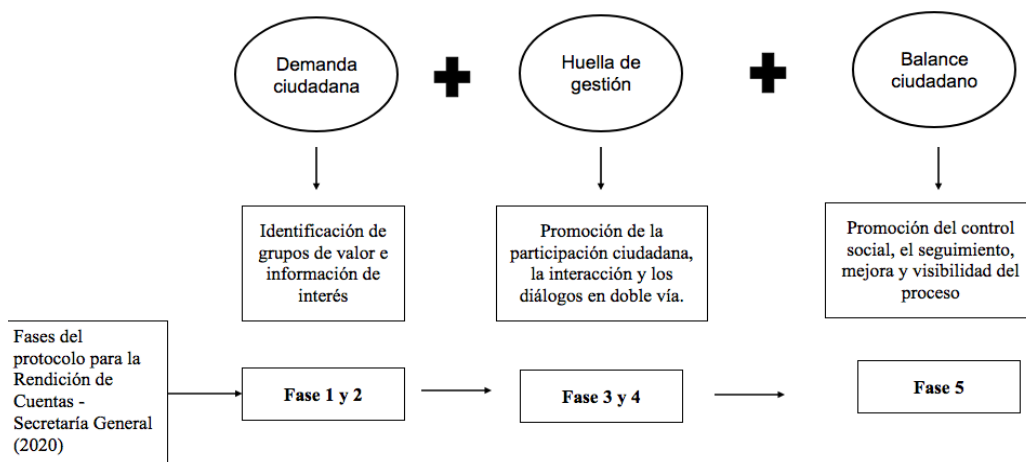 Demanda
ciudadana
Huella de
gestión
Balance
ciudadano
Identificación de
grupos de valor e
información de
interés
Promoción de la
participación ciudadana,
la interacción y los
diálogos en doble vía.
Promoción del control
social, el seguimiento,
mejora y visibilidad del
proceso
Fases del
protocolo para la
Rendición de
Cuentas -
Secretaría General
(2020)
Fase 1 y 2
Fase 3 y 4
Fase 5